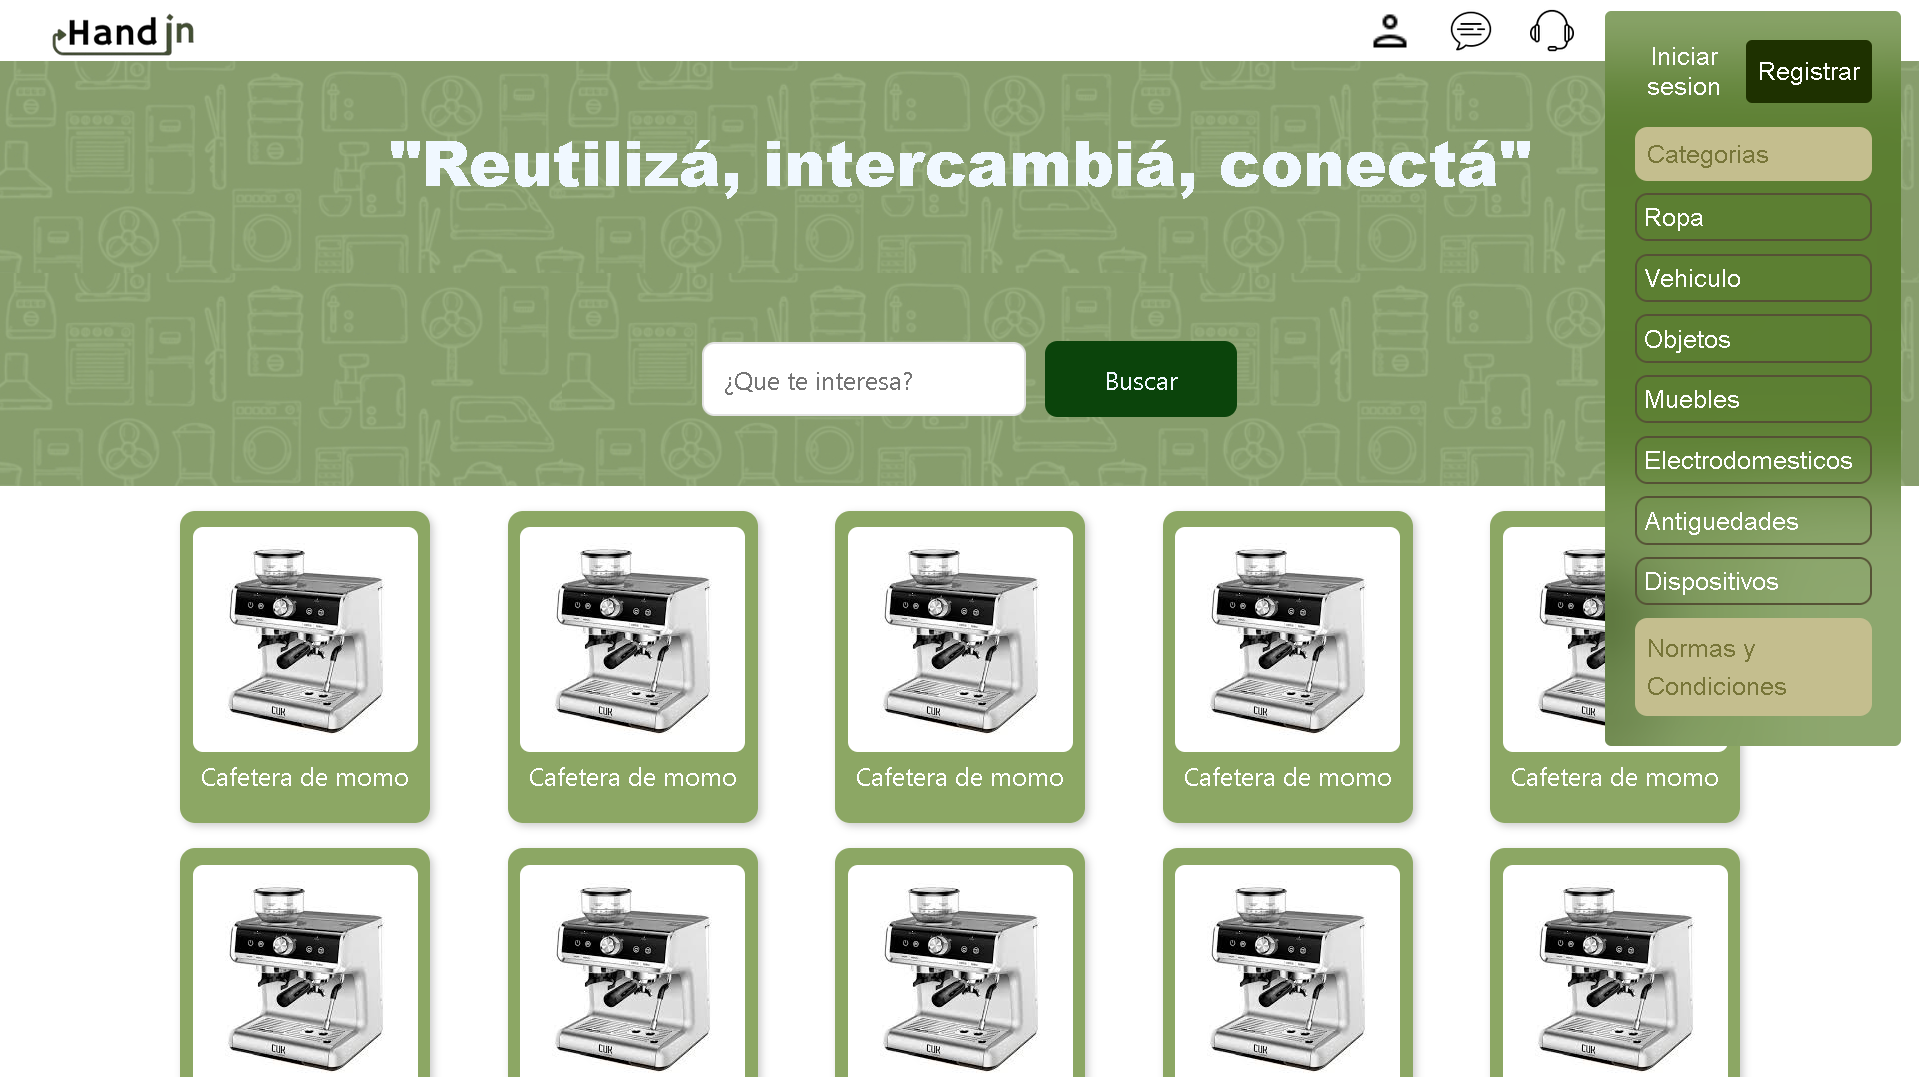 Hand in
Iniciar
sesion
Registrar
"Reutilizá, intercambiá, conectá"
¿Que te interesa?
Buscar
Categorias
Ropa
Vehiculo
Objetos
Muebles
Electrodomesticos
Antiguedades
Dispositivos
Normas y
Condiciones
CUK
CUK
CUK
CUK
CUK
Cafetera de momo
Cafetera de momo
Cafetera de momo
Cafetera de momo
Cafetera de momo
CUK
CUK
CUK
CUK
CUK